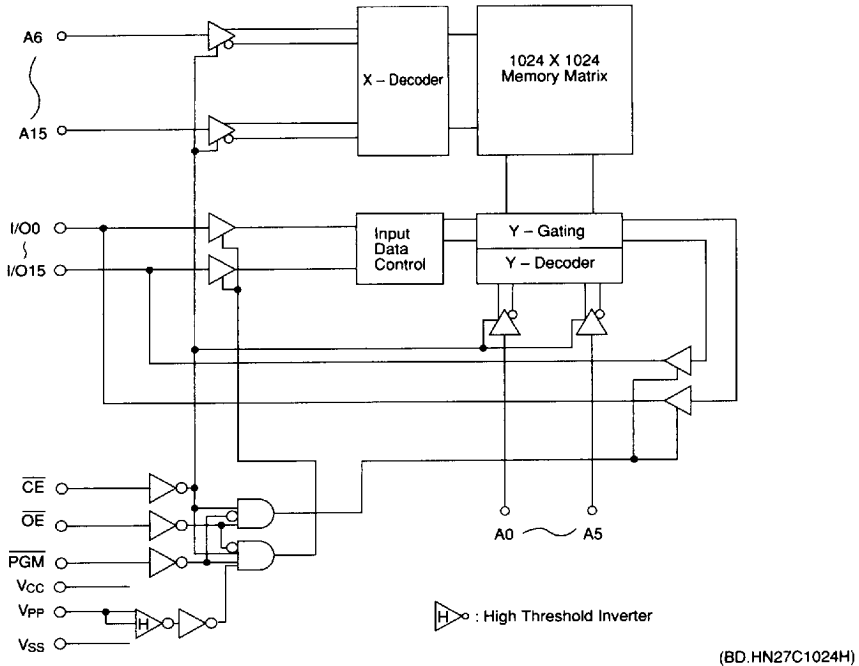 A6
1024 X 1024
Memory Matrix
X – Decoder
A15
I/O0
Input
Data
Control
Y – Gating
I/O15
Y – Decoder
CE
OE
A0
A5
PGM
VCC
VPP
H
H
: High Threshold Inverter
VSS
(BD.HN27C1024H)